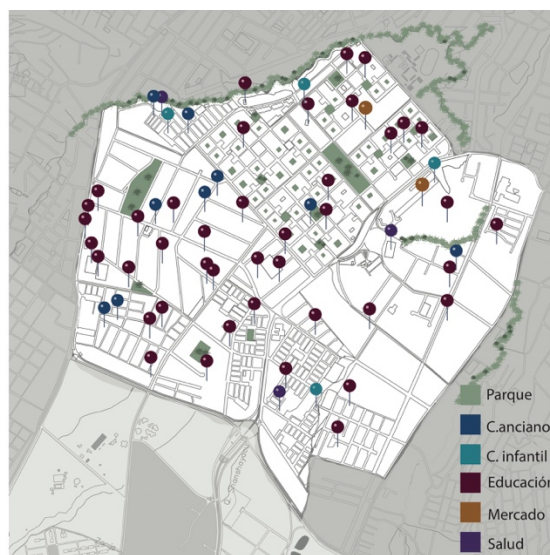 Parque
C.anciano
C. infantil
Educación
Mercado
Salud